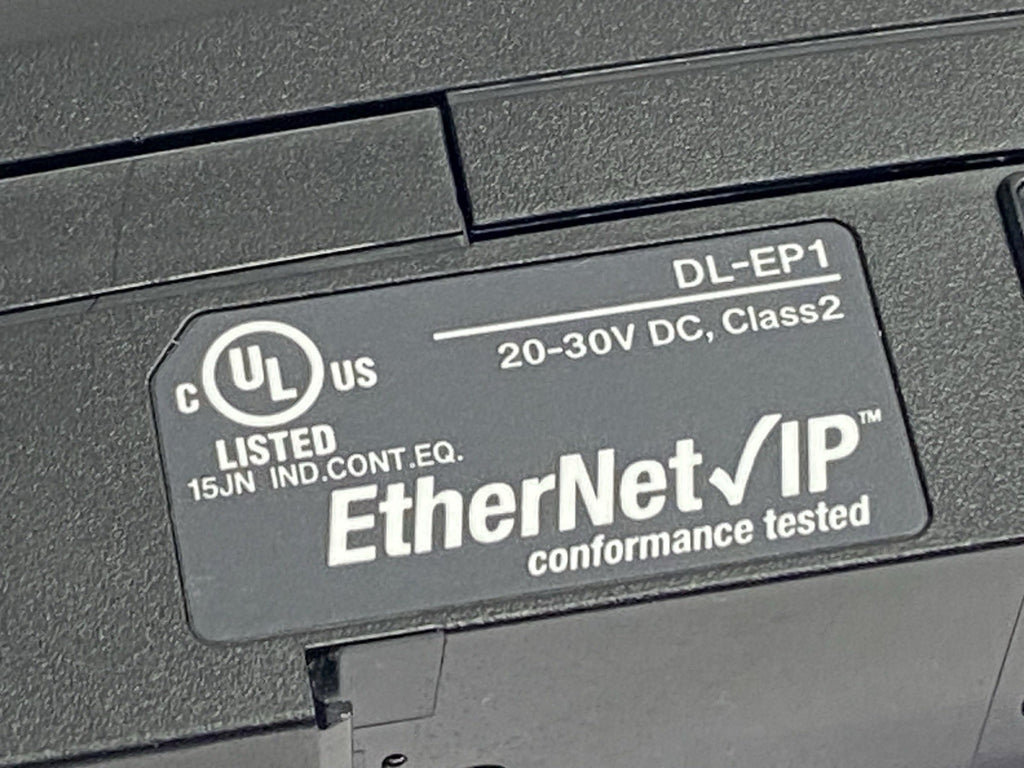 DL-EP1
20-30V DC, Class2
C UL US
LISTED
15JN IND.CONT.EQ.
EtherNet√IP™
conformance tested